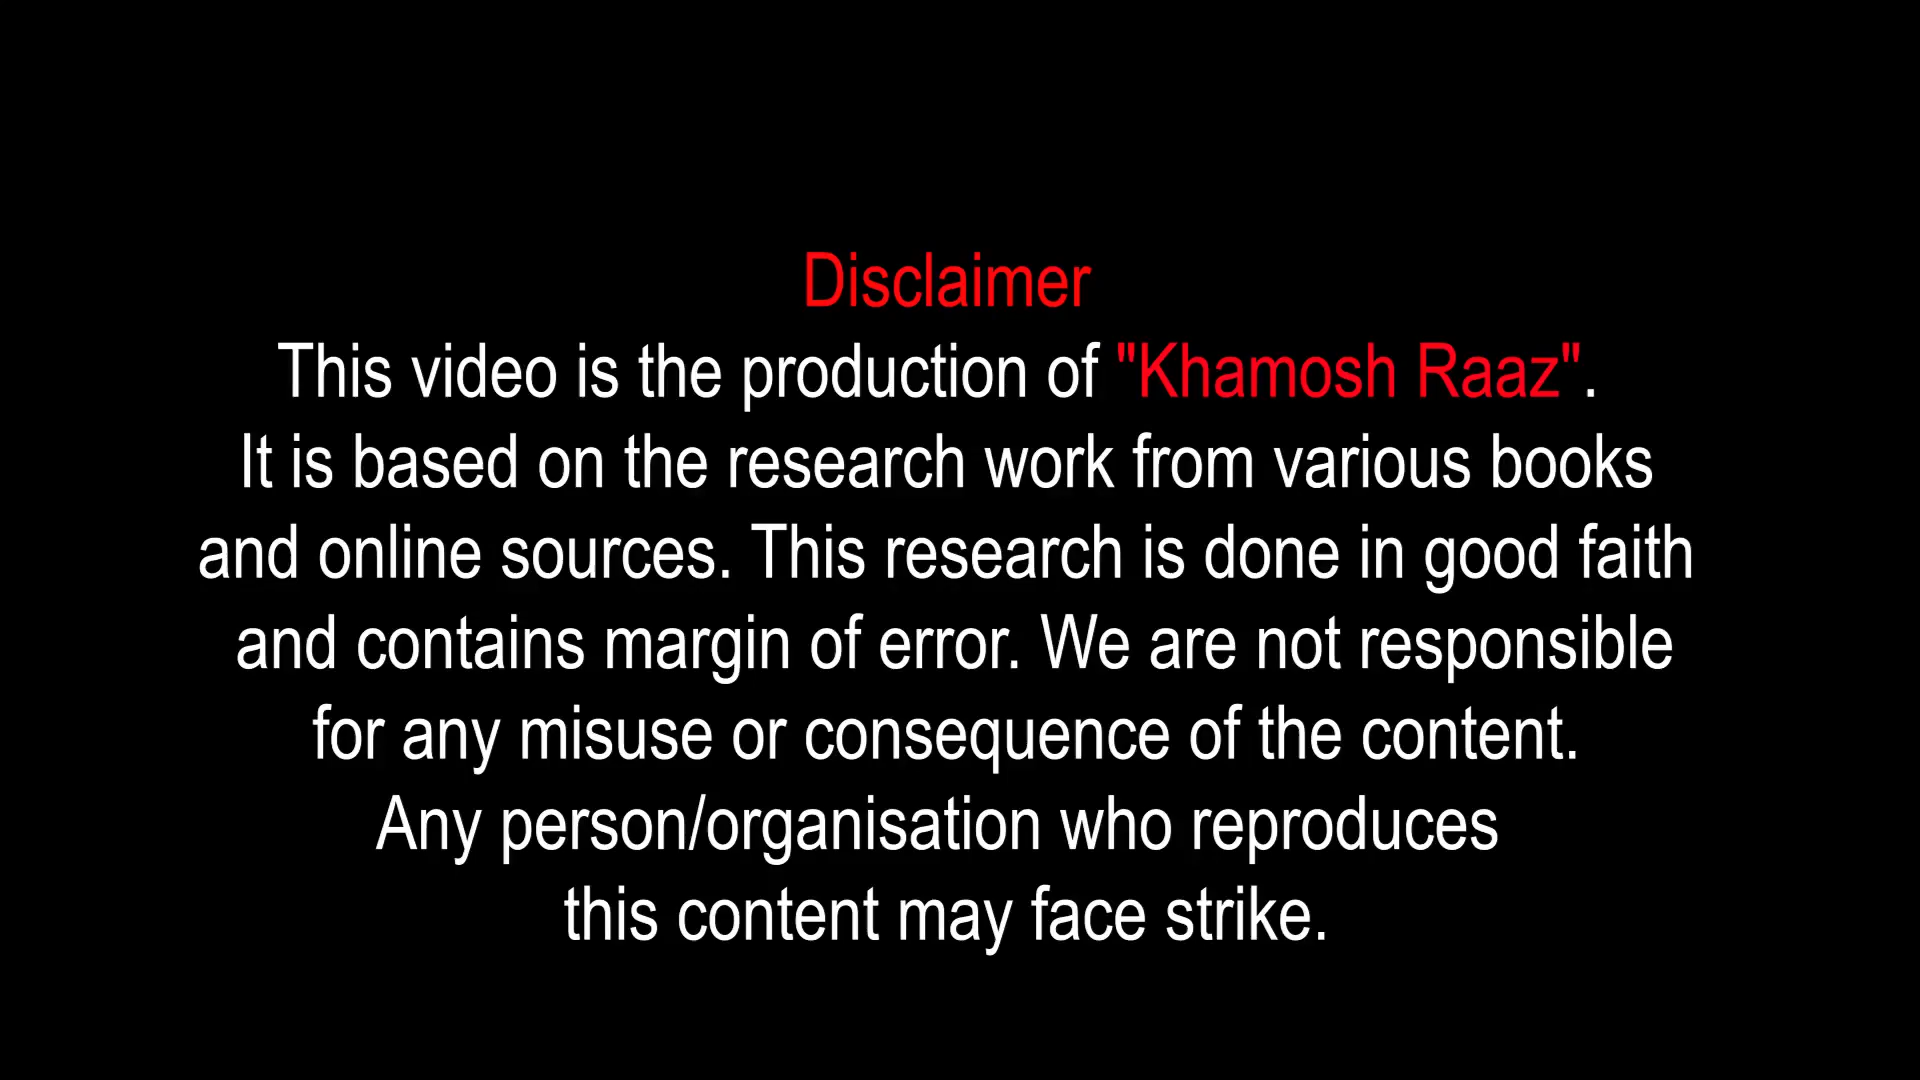 Disclaimer
This video is the production of "Khamosh Raaz".
It is based on the research work from various books
and online sources. This research is done in good faith
and contains margin of error. We are not responsible
for any misuse or consequence of the content.
Any person/organisation who reproduces
this content may face strike.